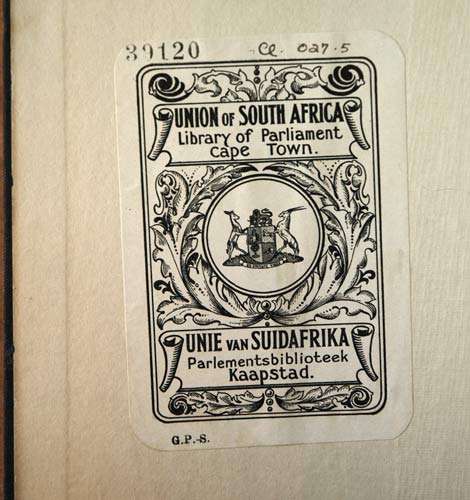 39120 Cl. 027.5
UNION OF SOUTH AFRICA
Library of Parliament
Cape Town.
UNIE VAN SUIDAFRIKA
Parlementsbiblioteek
Kaapstad.
G.P.-S.